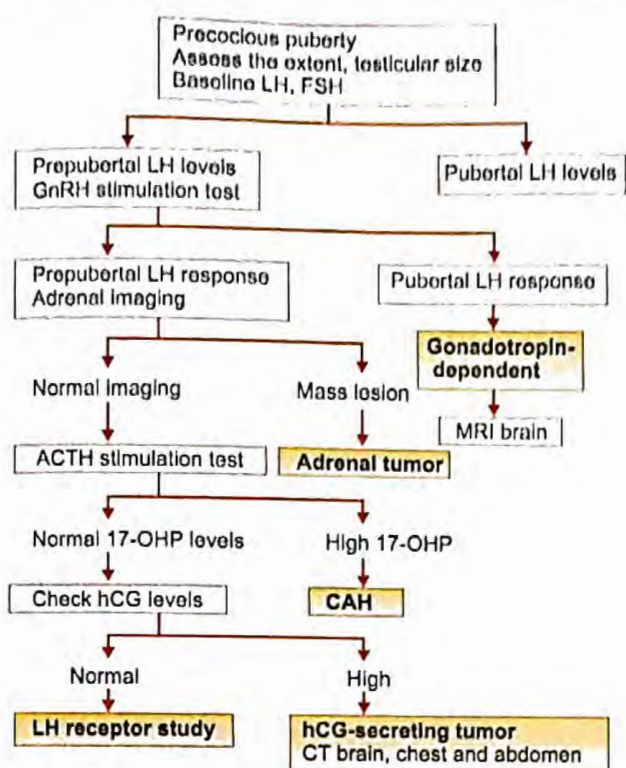 Precocious puberty
Assess the extent, testicular size
Baseline LH, FSH
Prepubertal LH levels
GnRH stimulation test
Pubertal LH levels
Prepubertal LH response
Adrenal imaging
Pubertal LH response
Gonadotropin-
dependent
Normal imaging
Mass lesion
MRI brain
ACTH stimulation test
Adrenal tumor
Normal 17-OHP levels
High 17-OHP
Check hCG levels
CAH
Normal
High
LH receptor study
hCG-secreting tumor
CT brain, chest and abdomen